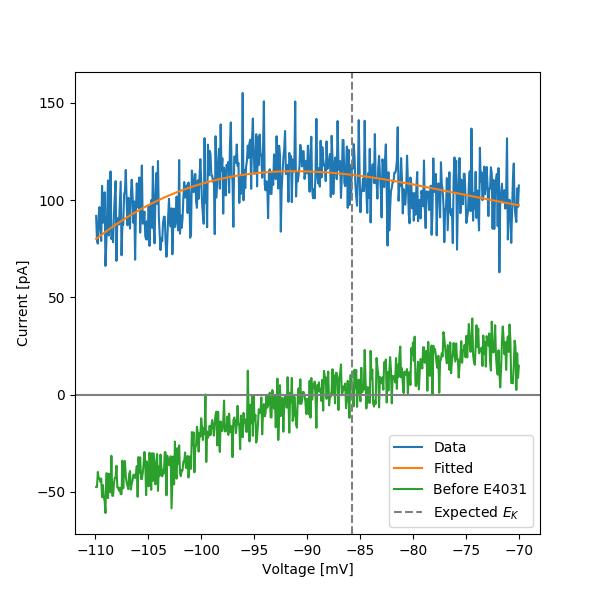 150
100
50
0
−50
Current [pA]
Data
Fitted
Before E4031
Expected E_K
−110 −105 −100 −95 −90 −85 −80 −75 −70
Voltage [mV]